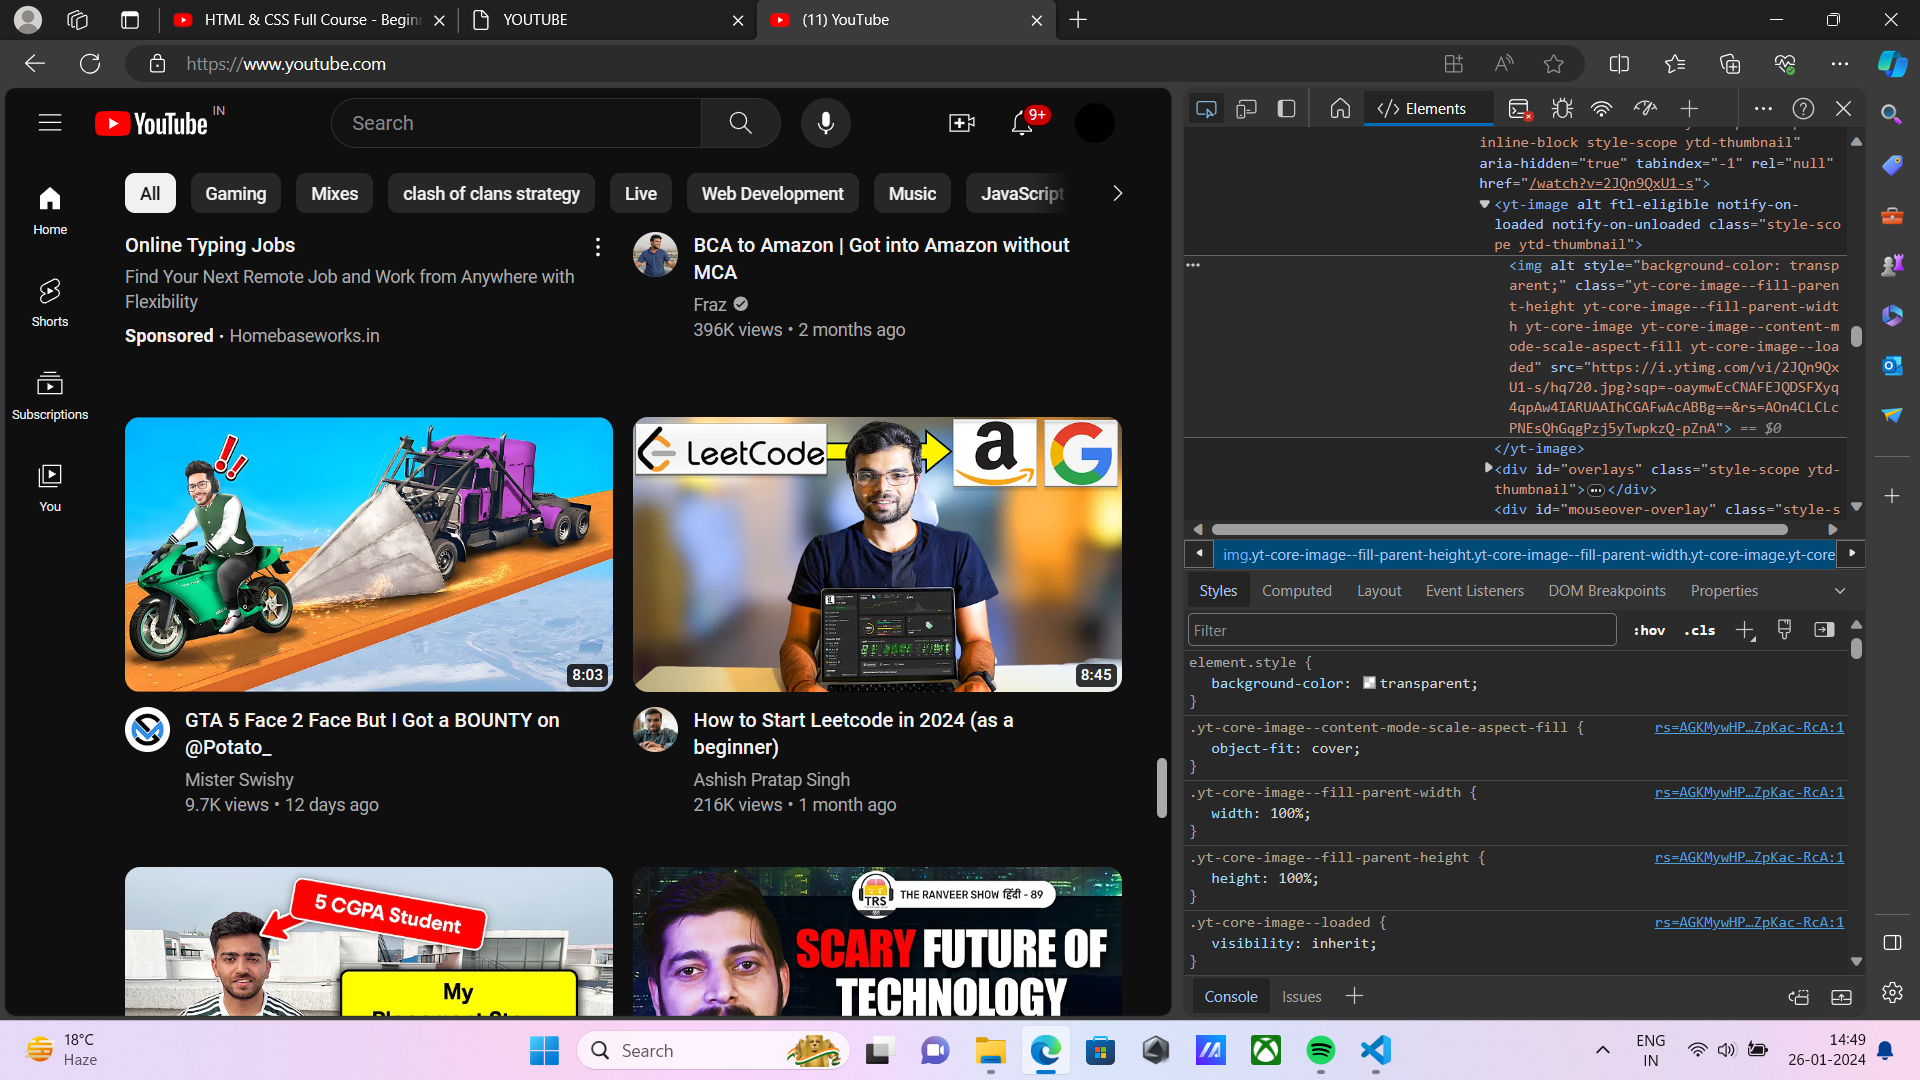 HTML & CSS Full Course - Beginn
YOUTUBE
(11) YouTube
https://www.youtube.com
YouTube IN
Search
9+
All
Gaming
Mixes
clash of clans strategy
Live
Web Development
Music
JavaScript
Home
Shorts
Subscriptions
You
Online Typing Jobs
Find Your Next Remote Job and Work from Anywhere with
Flexibility
Sponsored · Homebaseworks.in
BCA to Amazon | Got into Amazon without
MCA
Fraz
396K views • 2 months ago
8:03
GTA 5 Face 2 Face But I Got a BOUNTY on
@Potato_
Mister Swishy
9.7K views • 12 days ago
LeetCode
a
G
8:45
How to Start Leetcode in 2024 (as a
beginner)
Ashish Pratap Singh
216K views • 1 month ago
5 CGPA Student
My
TRS
THE RANVEER SHOW हिंदी - 89
SCARY FUTURE OF
TECHNOLOGY
</> Elements
inline-block style-scope ytd-thumbnail"
aria-hidden="true" tabindex="-1" rel="null"
href="/watch?v=2JQn9QxU1-s">
<yt-image alt ftl-eligible notify-on-
loaded notify-on-unloaded class="style-sco
pe ytd-thumbnail">
<img alt style="background-color: transp
arent;" class="yt-core-image--fill-paren
t-height yt-core-image--fill-parent-widt
h yt-core-image yt-core-image--content-m
ode-scale-aspect-fill yt-core-image--loa
ded" src="https://i.ytimg.com/vi/2JQn9Qx
U1-s/hq720.jpg?sqp=-oaymwEcCNAFEJQDSFXyq
4qpAw4IARUAAIhCGAFwAcABBg==&rs=AOn4CLCLc
PNEsQhGqgPzj5yTwpkzQ-pZnA"> == $0
</yt-image>
<div id="overlays" class="style-scope ytd-
thumbnail">…</div>
<div id="mouseover-overlay" class="style-s
img.yt-core-image--fill-parent-height.yt-core-image--fill-parent-width.yt-core-image.yt-core
Styles
Computed
Layout
Event Listeners
DOM Breakpoints
Properties
Filter
:hov
.cls
element.style {
background-color: transparent;
}
.yt-core-image--content-mode-scale-aspect-fill { rs=AGKMywHP…ZpKac-RcA:1
object-fit: cover;
}
.yt-core-image--fill-parent-width { rs=AGKMywHP…ZpKac-RcA:1
width: 100%;
}
.yt-core-image--fill-parent-height { rs=AGKMywHP…ZpKac-RcA:1
height: 100%;
}
.yt-core-image--loaded { rs=AGKMywHP…ZpKac-RcA:1
visibility: inherit;
}
Console
Issues
18°C
Haze
Search
ENG
IN
14:49
26-01-2024